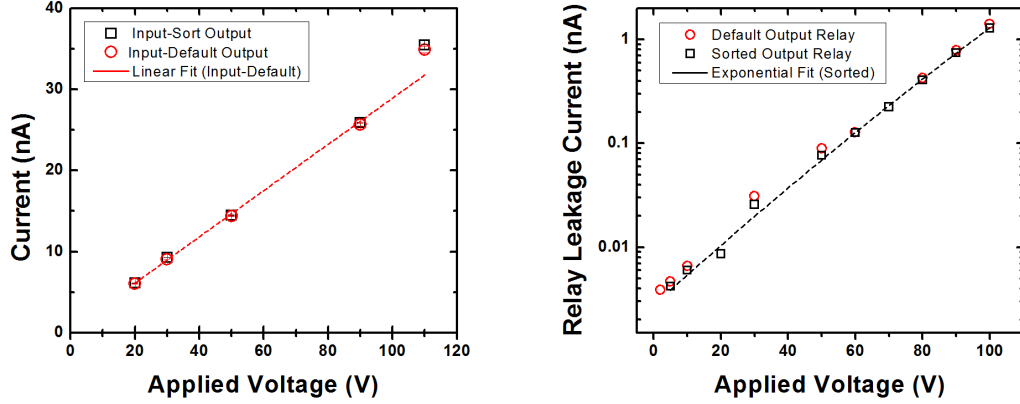 Input-Sort Output
Input-Default Output
Linear Fit (Input-Default)
Current (nA)
40
30
20
10
0
0 20 40 60 80 100 120
Applied Voltage (V)
Default Output Relay
Sorted Output Relay
Exponential Fit (Sorted)
Relay Leakage Current (nA)
1
0.1
0.01
0 20 40 60 80 100
Applied Voltage (V)